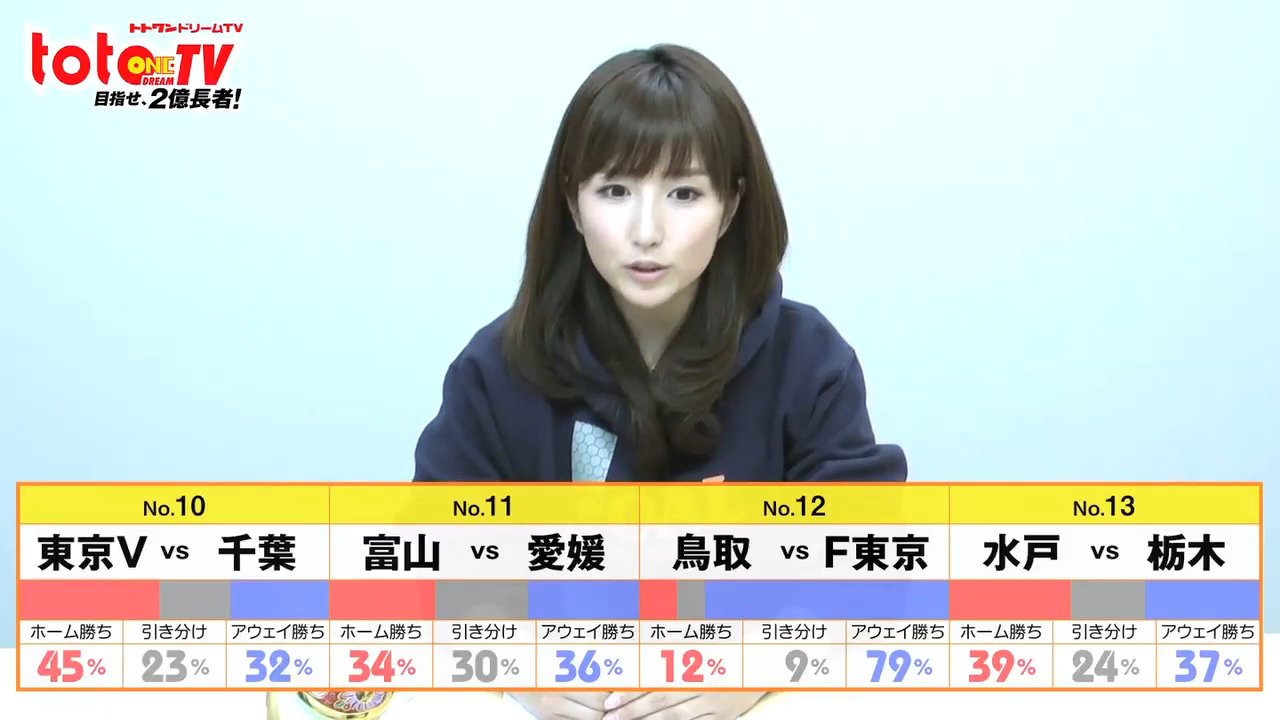 トトワンドリームTV
toto ONE DREAM TV
目指せ、2億長者!
No.10 No.11 No.12 No.13
東京V vs 千葉 富山 vs 愛媛 鳥取 vs F東京 水戸 vs 栃木
ホーム勝ち 引き分け アウェイ勝ち ホーム勝ち 引き分け アウェイ勝ち ホーム勝ち 引き分け アウェイ勝ち ホーム勝ち 引き分け アウェイ勝ち
45% 23% 32% 34% 30% 36% 12% 9% 79% 39% 24% 37%